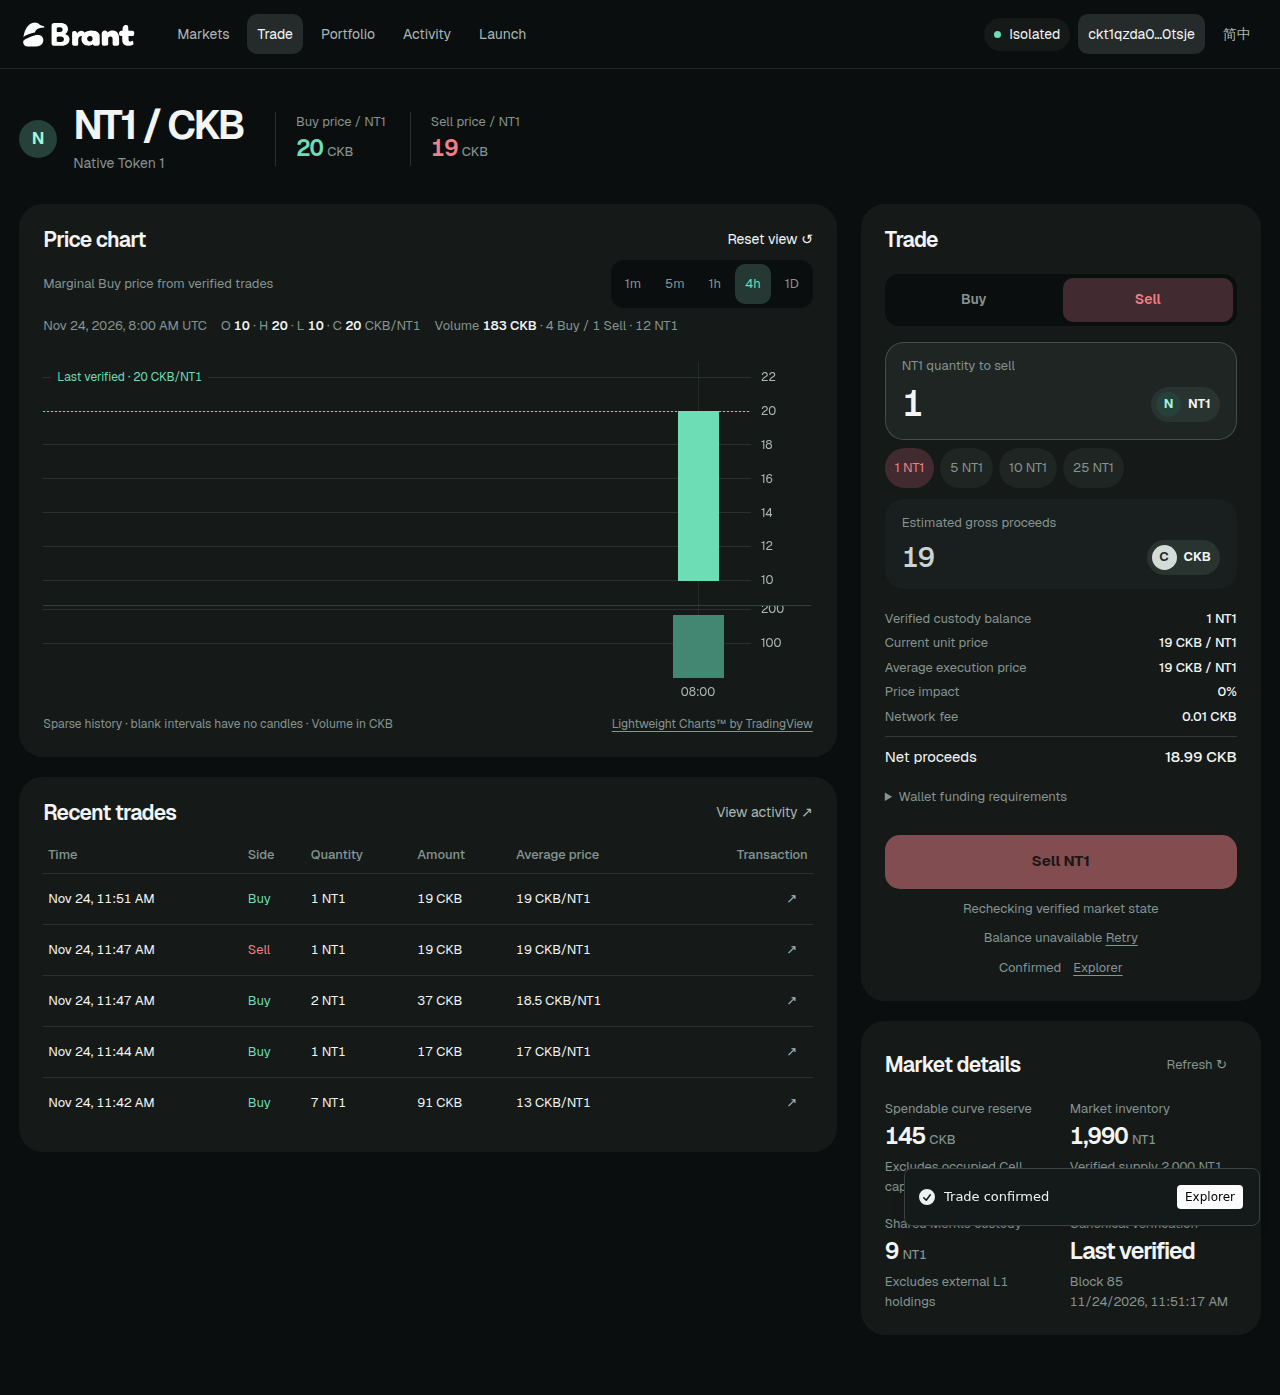 Brant
Markets
Trade
Portfolio
Activity
Launch
Isolated
ckt1qzda0...0tsje
简中
N
NT1 / CKB
Native Token 1
Buy price / NT1
20 CKB
Sell price / NT1
19 CKB
Price chart
Reset view ↺
Marginal Buy price from verified trades
1m 5m 1h 4h 1D
Nov 24, 2026, 8:00 AM UTC O 10 · H 20 · L 10 · C 20 CKB/NT1 Volume 183 CKB · 4 Buy / 1 Sell · 12 NT1
Last verified · 20 CKB/NT1
22
20
18
16
14
12
10
200
100
08:00
Sparse history · blank intervals have no candles · Volume in CKB
Lightweight Charts™ by TradingView
Recent trades
View activity ↗
Time Side Quantity Amount Average price Transaction
Nov 24, 11:51 AM Buy 1 NT1 19 CKB 19 CKB/NT1 ↗
Nov 24, 11:47 AM Sell 1 NT1 19 CKB 19 CKB/NT1 ↗
Nov 24, 11:47 AM Buy 2 NT1 37 CKB 18.5 CKB/NT1 ↗
Nov 24, 11:44 AM Buy 1 NT1 17 CKB 17 CKB/NT1 ↗
Nov 24, 11:42 AM Buy 7 NT1 91 CKB 13 CKB/NT1 ↗
Trade
Buy Sell
NT1 quantity to sell
1
N NT1
1 NT1 5 NT1 10 NT1 25 NT1
Estimated gross proceeds
19
C CKB
Verified custody balance 1 NT1
Current unit price 19 CKB / NT1
Average execution price 19 CKB / NT1
Price impact 0%
Network fee 0.01 CKB
Net proceeds 18.99 CKB
▶ Wallet funding requirements
Sell NT1
Rechecking verified market state
Balance unavailable Retry
Confirmed Explorer
Market details
Refresh ↻
Spendable curve reserve
145 CKB
Excludes occupied Cell
cap
Market inventory
1,990 NT1
Verified supply 2,000 NT1
Trade confirmed
Explorer
Shared Merkle custody
9 NT1
Excludes external L1
holdings
Canonical verification
Last verified
Block 85
11/24/2026, 11:51:17 AM